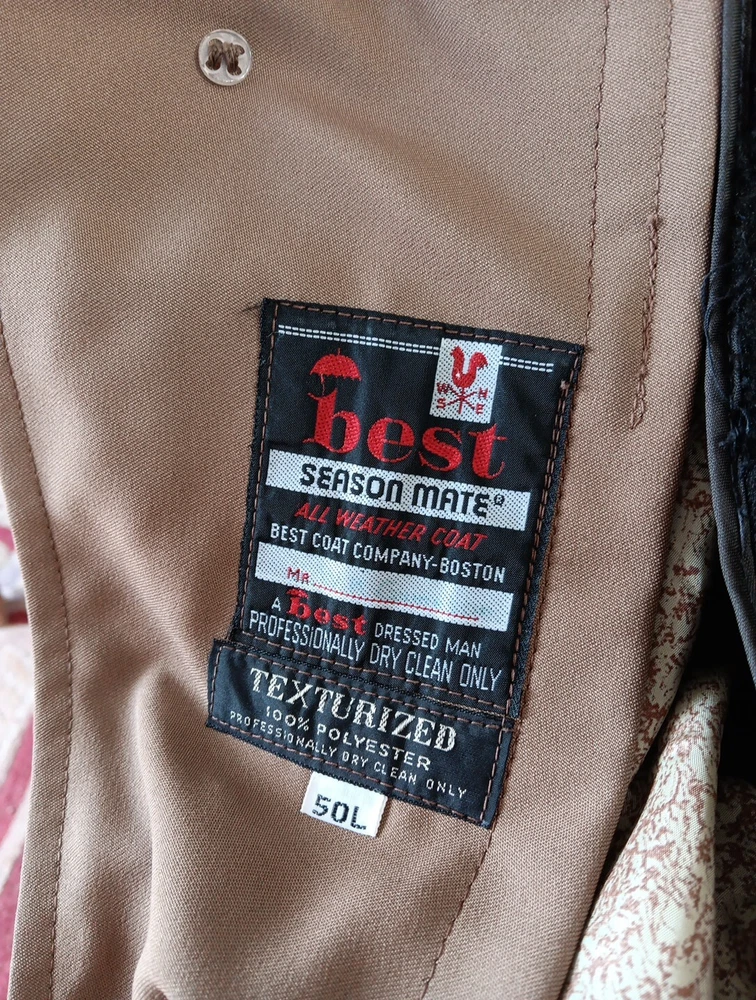 W N
S E
best
SEASON MATE®
ALL WEATHER COAT
BEST COAT COMPANY-BOSTON
MR
A best DRESSED MAN
PROFESSIONALLY DRY CLEAN ONLY
TEXTURIZED
100% POLYESTER
PROFESSIONALLY DRY CLEAN ONLY
50L